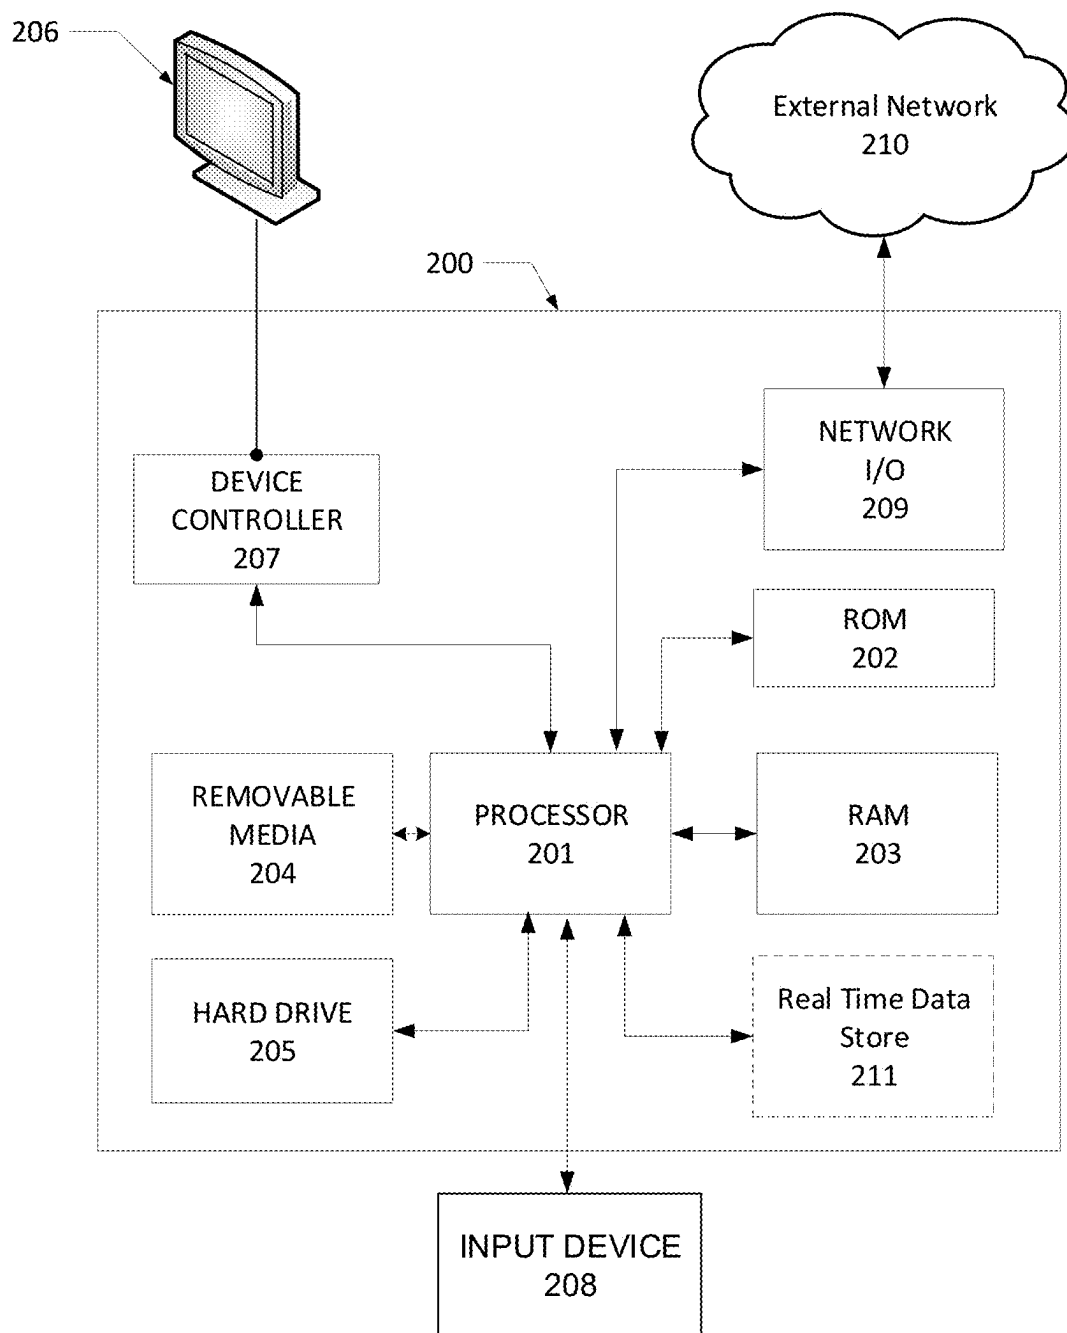 206
External Network
210
200
NETWORK
I/O
209
DEVICE
CONTROLLER
207
ROM
202
REMOVABLE
MEDIA
204
PROCESSOR
201
RAM
203
HARD DRIVE
205
Real Time Data
Store
211
INPUT DEVICE
208